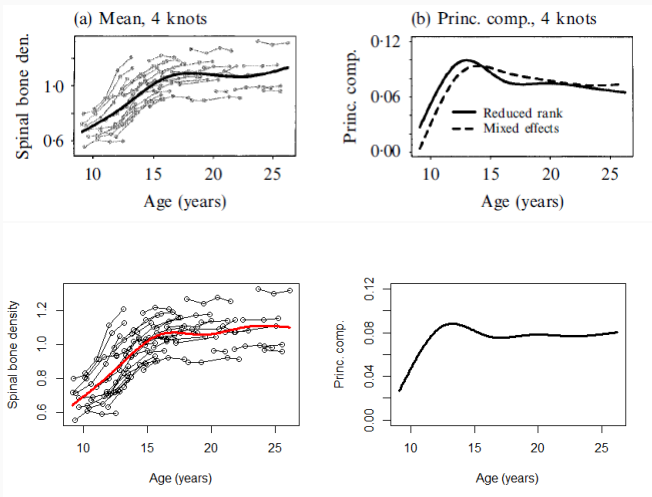 (a) Mean, 4 knots
(b) Princ. comp., 4 knots
Spinal bone den.
1·0
0·6
10 15 20 25
Age (years)
Princ. comp.
0·12
0·06
0·00
Reduced rank
Mixed effects
10 15 20 25
Age (years)
Spinal bone density
1.2
1.0
0.8
0.6
10 15 20 25
Age (years)
Princ. comp.
0.12
0.08
0.04
0.00
10 15 20 25
Age (years)